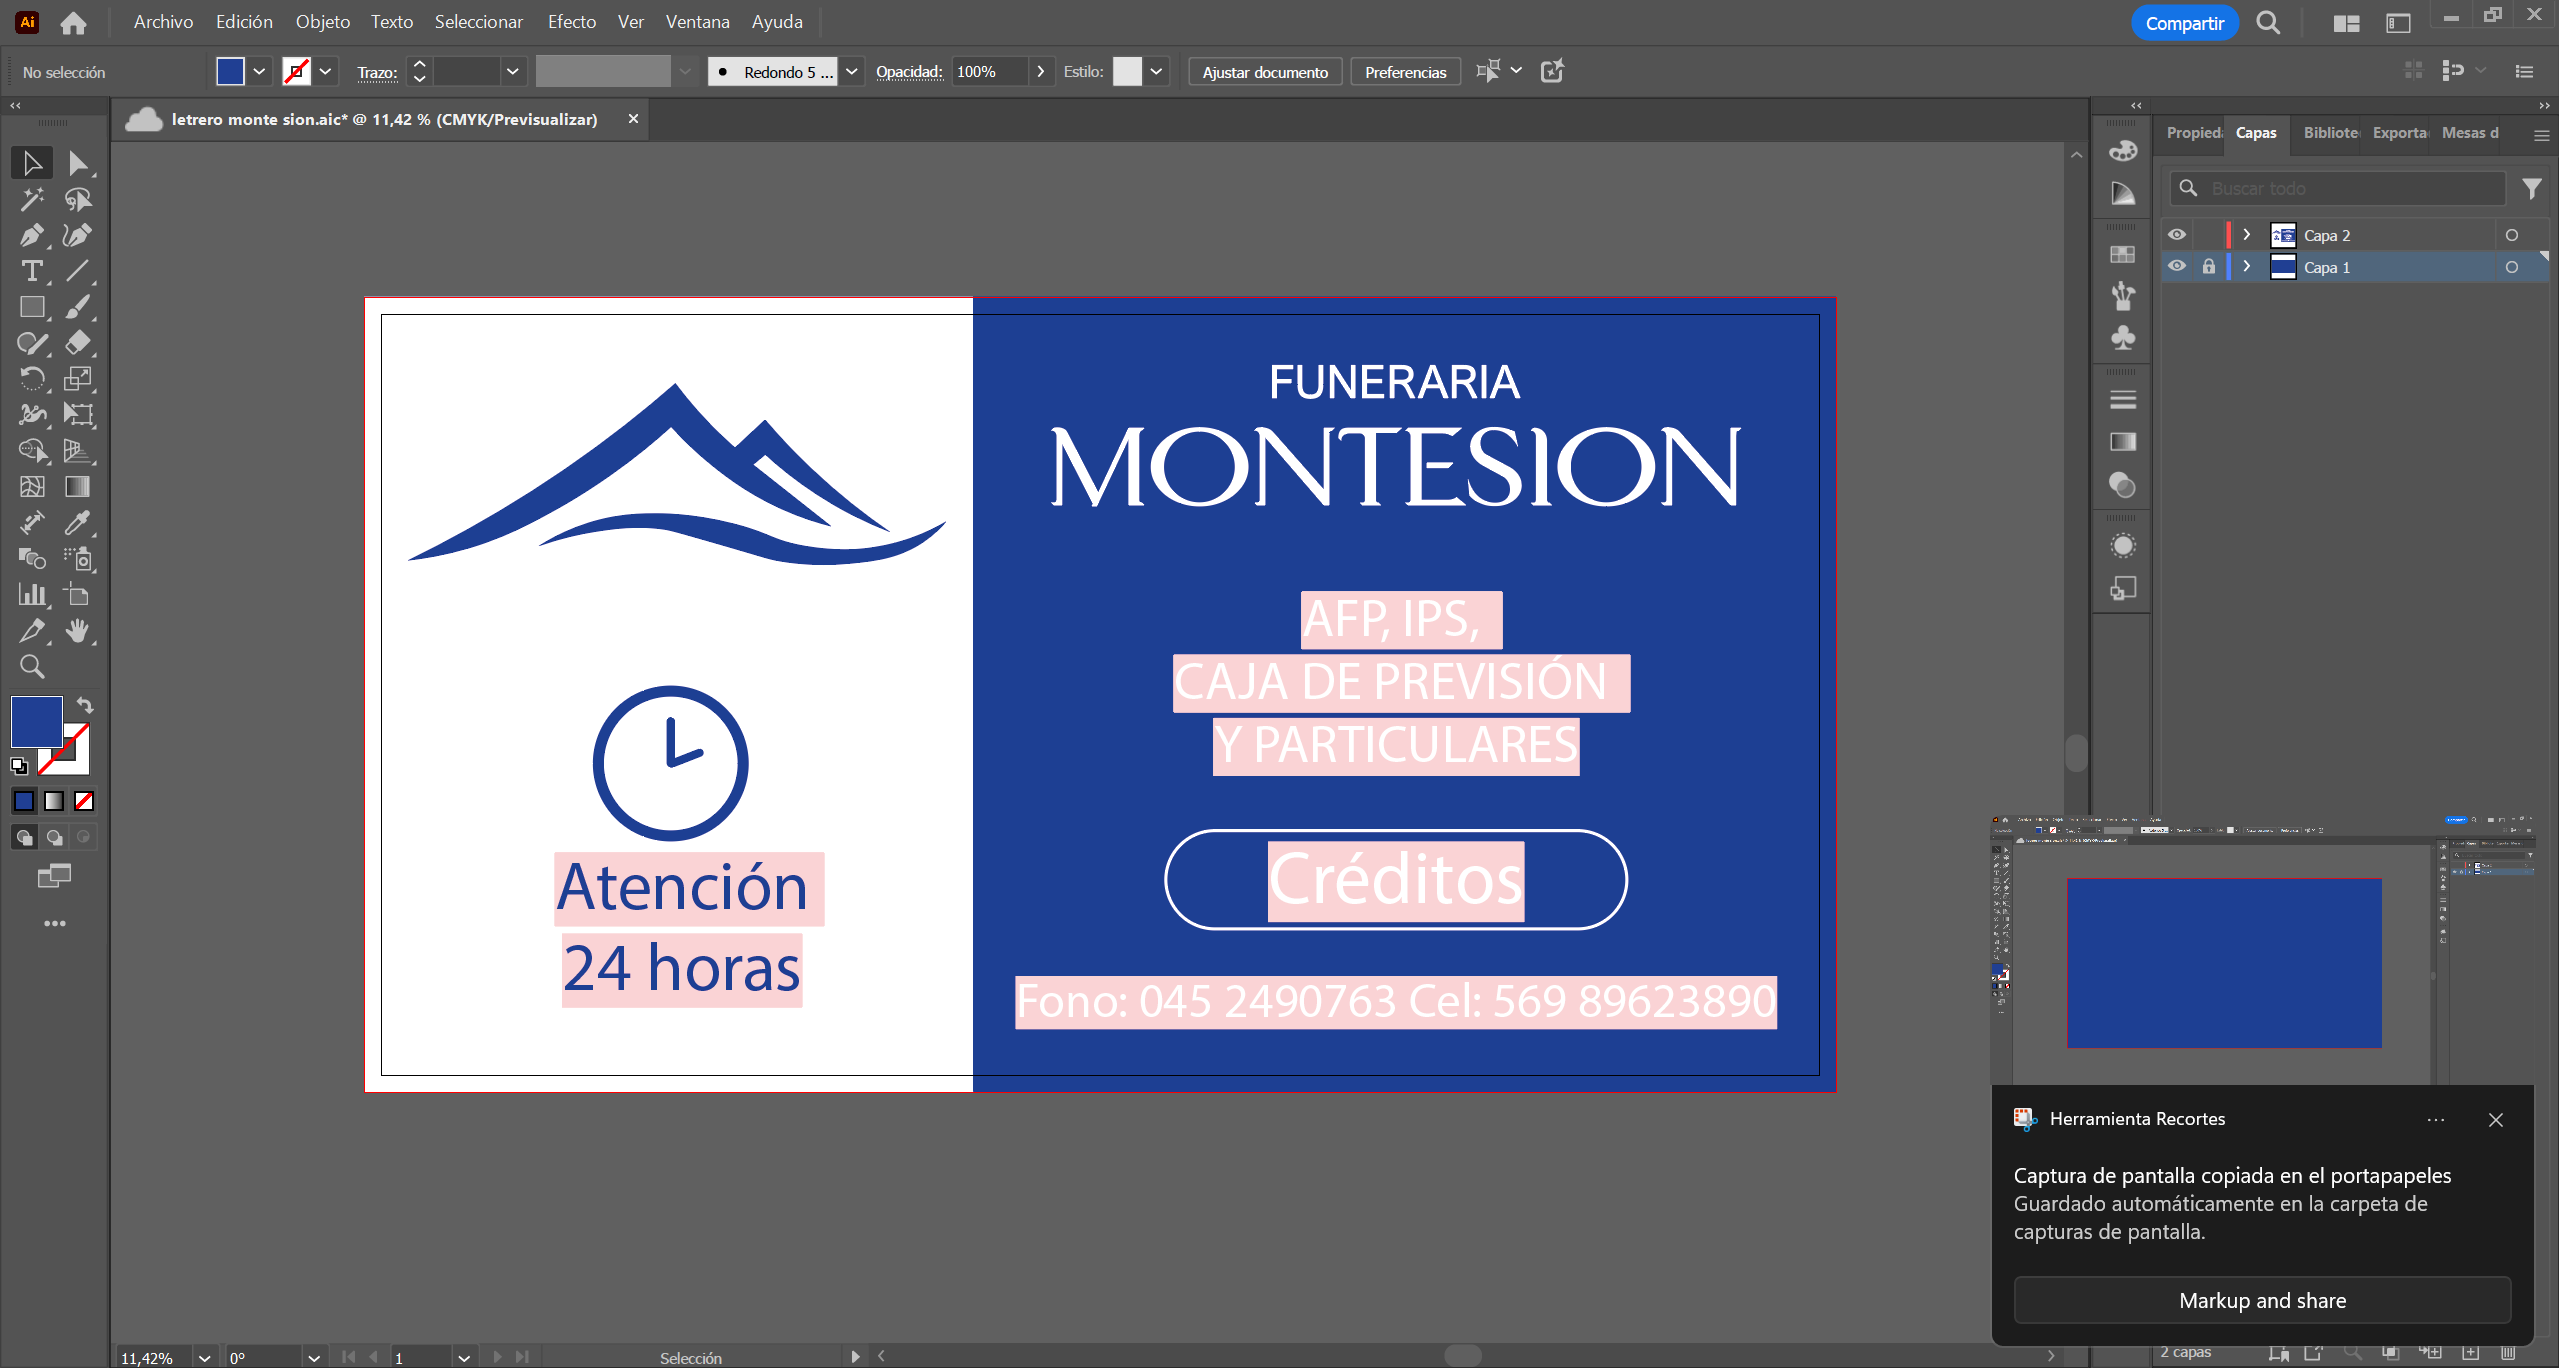 Ai Archivo Edición Objeto Texto Seleccionar Efecto Ver Ventana Ayuda Compartir
No selección Trazo: Redondo 5 ... Opacidad: 100% Estilo: Ajustar documento Preferencias
letrero monte sion.aic* @ 11,42 % (CMYK/Previsualizar)
Propied Capas Bibliote Exporta Mesas d
Buscar todo
Capa 2
Capa 1
FUNERARIA
MONTESION
AFP, IPS,
CAJA DE PREVISIÓN
Y PARTICULARES
Créditos
Fono: 045 2490763 Cel: 569 89623890
Atención
24 horas
Herramienta Recortes
Captura de pantalla copiada en el portapapeles
Guardado automáticamente en la carpeta de
capturas de pantalla.
Markup and share
11,42% 0° 1 Selección 2 capas